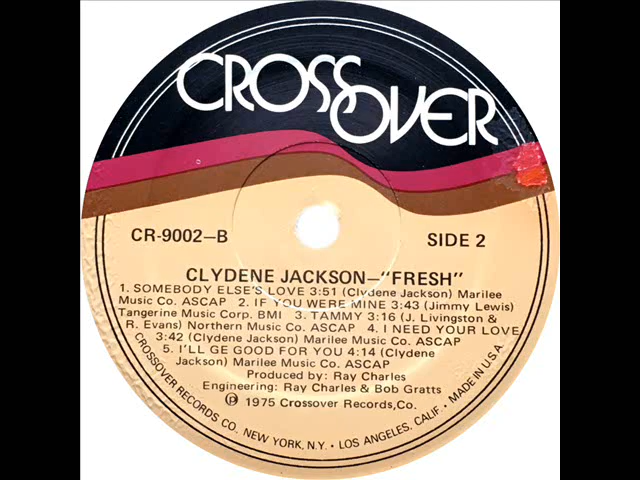 CROSSOVER
CR-9002-B
SIDE 2
CLYDENE JACKSON-"FRESH"
1. SOMEBODY ELSE'S LOVE 3:51 (Clydene Jackson) Marilee
Music Co. ASCAP 2. IF YOU WERE MINE 3:43 (Jimmy Lewis)
Tangerine Music Corp. BMI 3. TAMMY 3:16 (J. Livingston &
R. Evans) Northern Music Co. ASCAP 4. I NEED YOUR LOVE
3:42 (Clydene Jackson) Marilee Music Co. ASCAP
5. I'LL GE GOOD FOR YOU 4:14 (Clydene
Jackson) Marilee Music Co. ASCAP
Produced by: Ray Charles
Engineering: Ray Charles & Bob Gratts
Ⓟ 1975 Crossover Records,Co.
CROSSOVER RECORDS CO. NEW YORK, N.Y. • LOS ANGELES, CALIF. • MADE IN U.S.A.